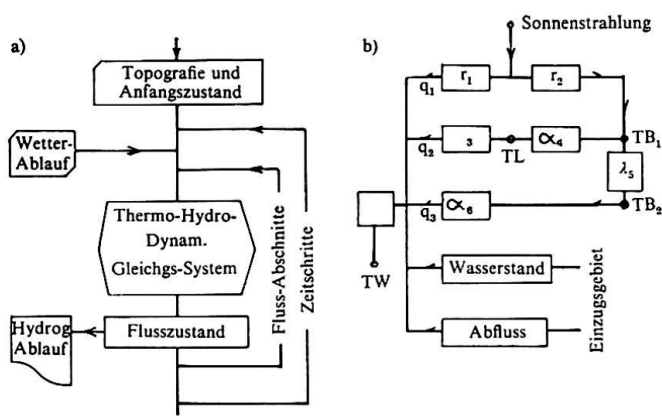 a)
Topografie und
Anfangszustand
Wetter-
Ablauf
Thermo-Hydro-
Dynam.
Gleichgs-System
Hydrog
Ablauf
Flusszustand
Fluss-Abschnitte
Zeitschritte
b)
Sonnenstrahlung
r₁
r₂
q₁
3
α₄
TB₁
q₂
TL
λ₅
α₆
q₃
TB₂
TW
Wasserstand
Abfluss
Einzugsgebiet